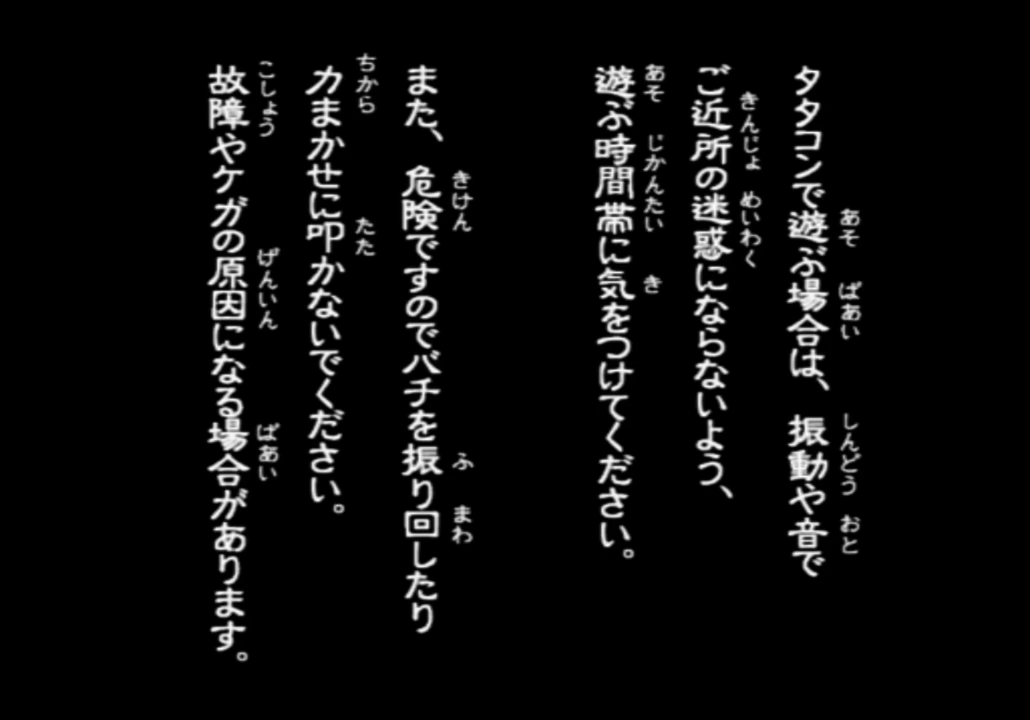 タタコンで遊ぶ場合は、振動や音で
ご近所の迷惑にならないよう、
遊ぶ時間帯に気をつけてください。
また、危険ですのでバチを振り回したり
力まかせに叩かないでください。
故障やケガの原因になる場合があります。